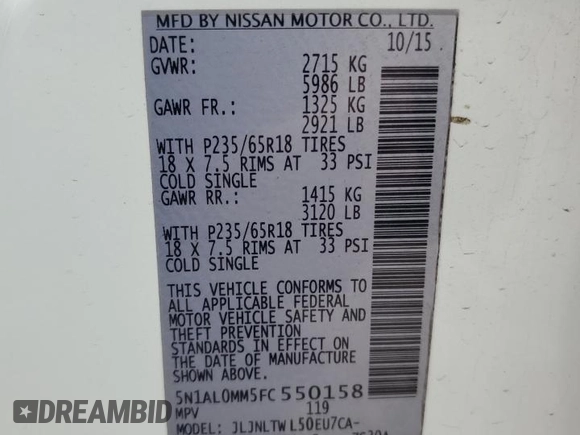 MFD BY NISSAN MOTOR CO., LTD.
DATE: 10/15
GVWR: 2715 KG
5986 LB
GAWR FR.: 1325 KG
2921 LB
WITH P235/65R18 TIRES
18 X 7.5 RIMS AT 33 PSI
COLD SINGLE
GAWR RR.: 1415 KG
3120 LB
WITH P235/65R18 TIRES
18 X 7.5 RIMS AT 33 PSI
COLD SINGLE
THIS VEHICLE CONFORMS TO
ALL APPLICABLE FEDERAL
MOTOR VEHICLE SAFETY AND
THEFT PREVENTION
STANDARDS IN EFFECT ON
THE DATE OF MANUFACTURE
SHOWN ABOVE.
5N1AL0MM5FC550158
MPV 119
MODEL: JLJNLTWL50EU7CA-
BIDHISTORY